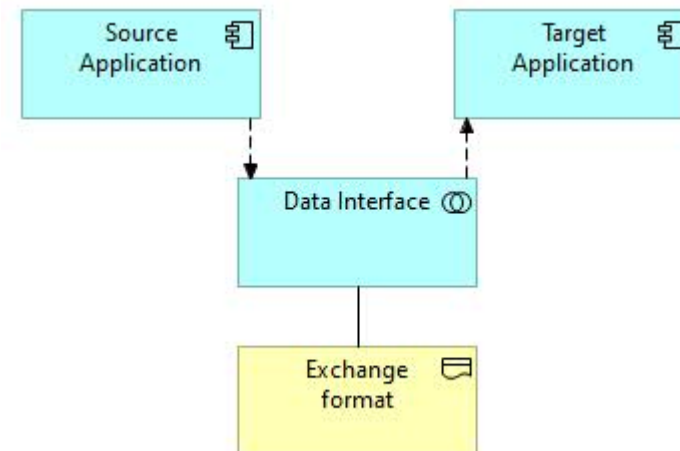 Source
Application
Target
Application
Data Interface
Exchange
format